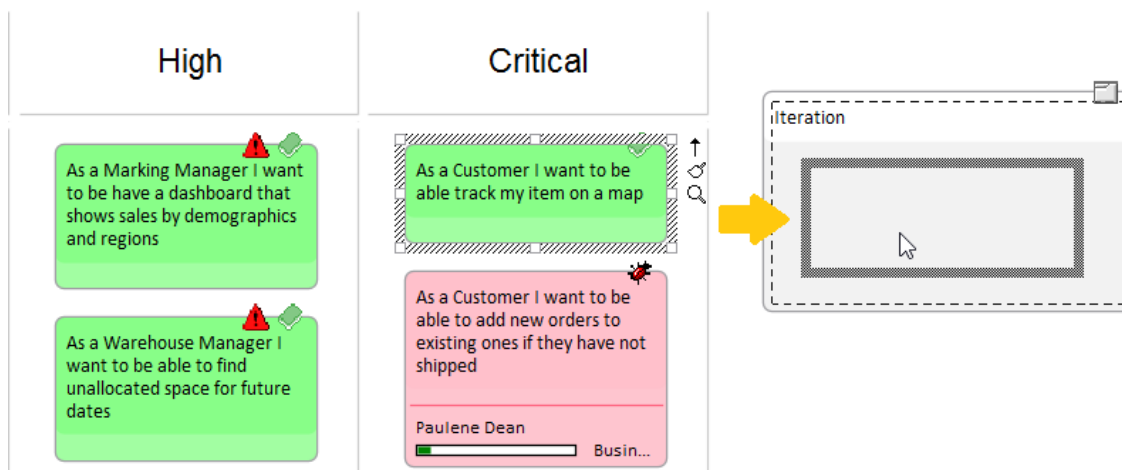 High
As a Marking Manager I want
to be have a dashboard that
shows sales by demographics
and regions
As a Warehouse Manager I
want to be able to find
unallocated space for future
dates
Critical
As a Customer I want to be
able track my item on a map
As a Customer I want to be
able to add new orders to
existing ones if they have not
shipped
Paulene Dean
Busin...
Iteration